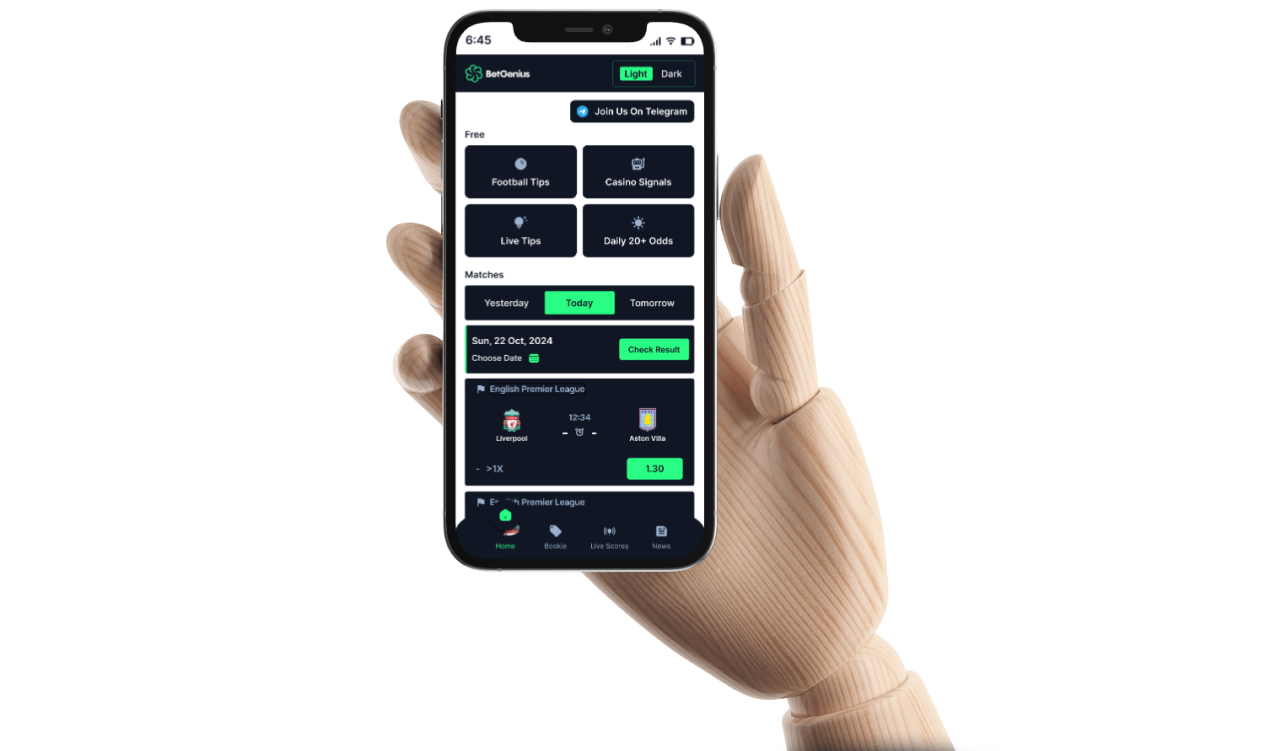 6:45
BetGenius
Light Dark
Join Us On Telegram
Free
Football Tips Casino Signals
Live Tips Daily 20+ Odds
Matches
Yesterday Today Tomorrow
Sun, 22 Oct, 2024
Choose Date
Check Result
English Premier League
12:34
Liverpool - - Aston Villa
- >1X 1.30
English Premier League
Home Bookie Live Scores News